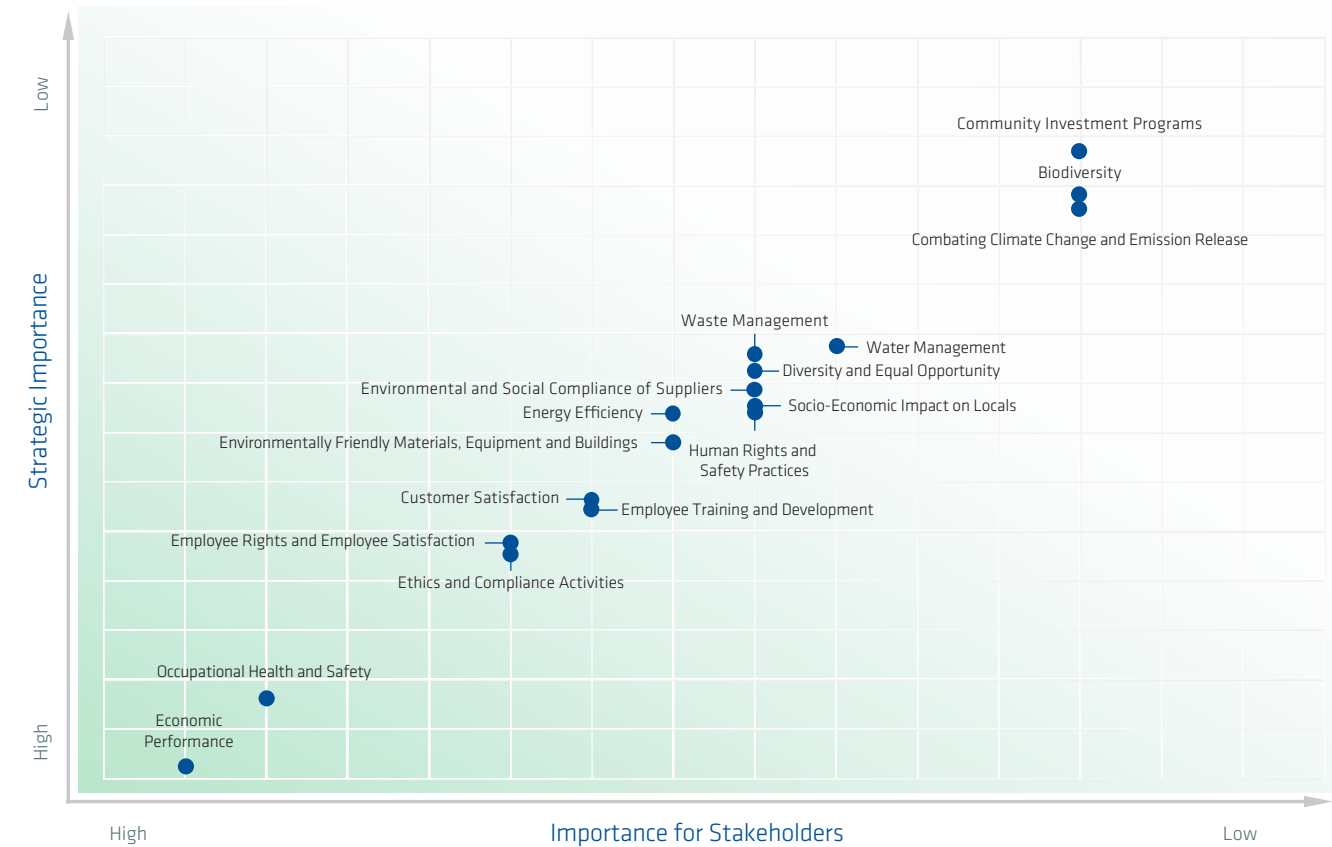 Low
Strategic Importance
High
Community Investment Programs
Biodiversity
Combating Climate Change and Emission Release
Waste Management
Water Management
Diversity and Equal Opportunity
Environmental and Social Compliance of Suppliers
Socio-Economic Impact on Locals
Energy Efficiency
Environmentally Friendly Materials, Equipment and Buildings
Human Rights and
Safety Practices
Customer Satisfaction
Employee Training and Development
Employee Rights and Employee Satisfaction
Ethics and Compliance Activities
Occupational Health and Safety
Economic
Performance
High
Importance for Stakeholders
Low